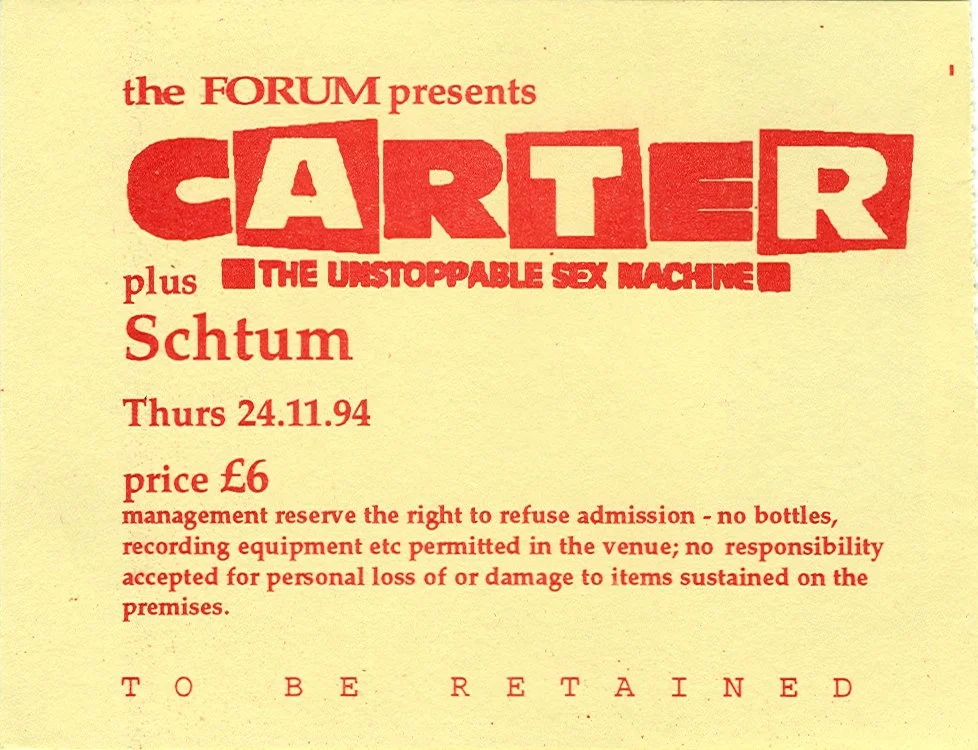 the FORUM presents
CARTER
THE UNSTOPPABLE SEX MACHINE
plus
Schtum
Thurs 24.11.94
price £6
management reserve the right to refuse admission - no bottles,
recording equipment etc permitted in the venue; no responsibility
accepted for personal loss of or damage to items sustained on the
premises.
TO BE RETAINED